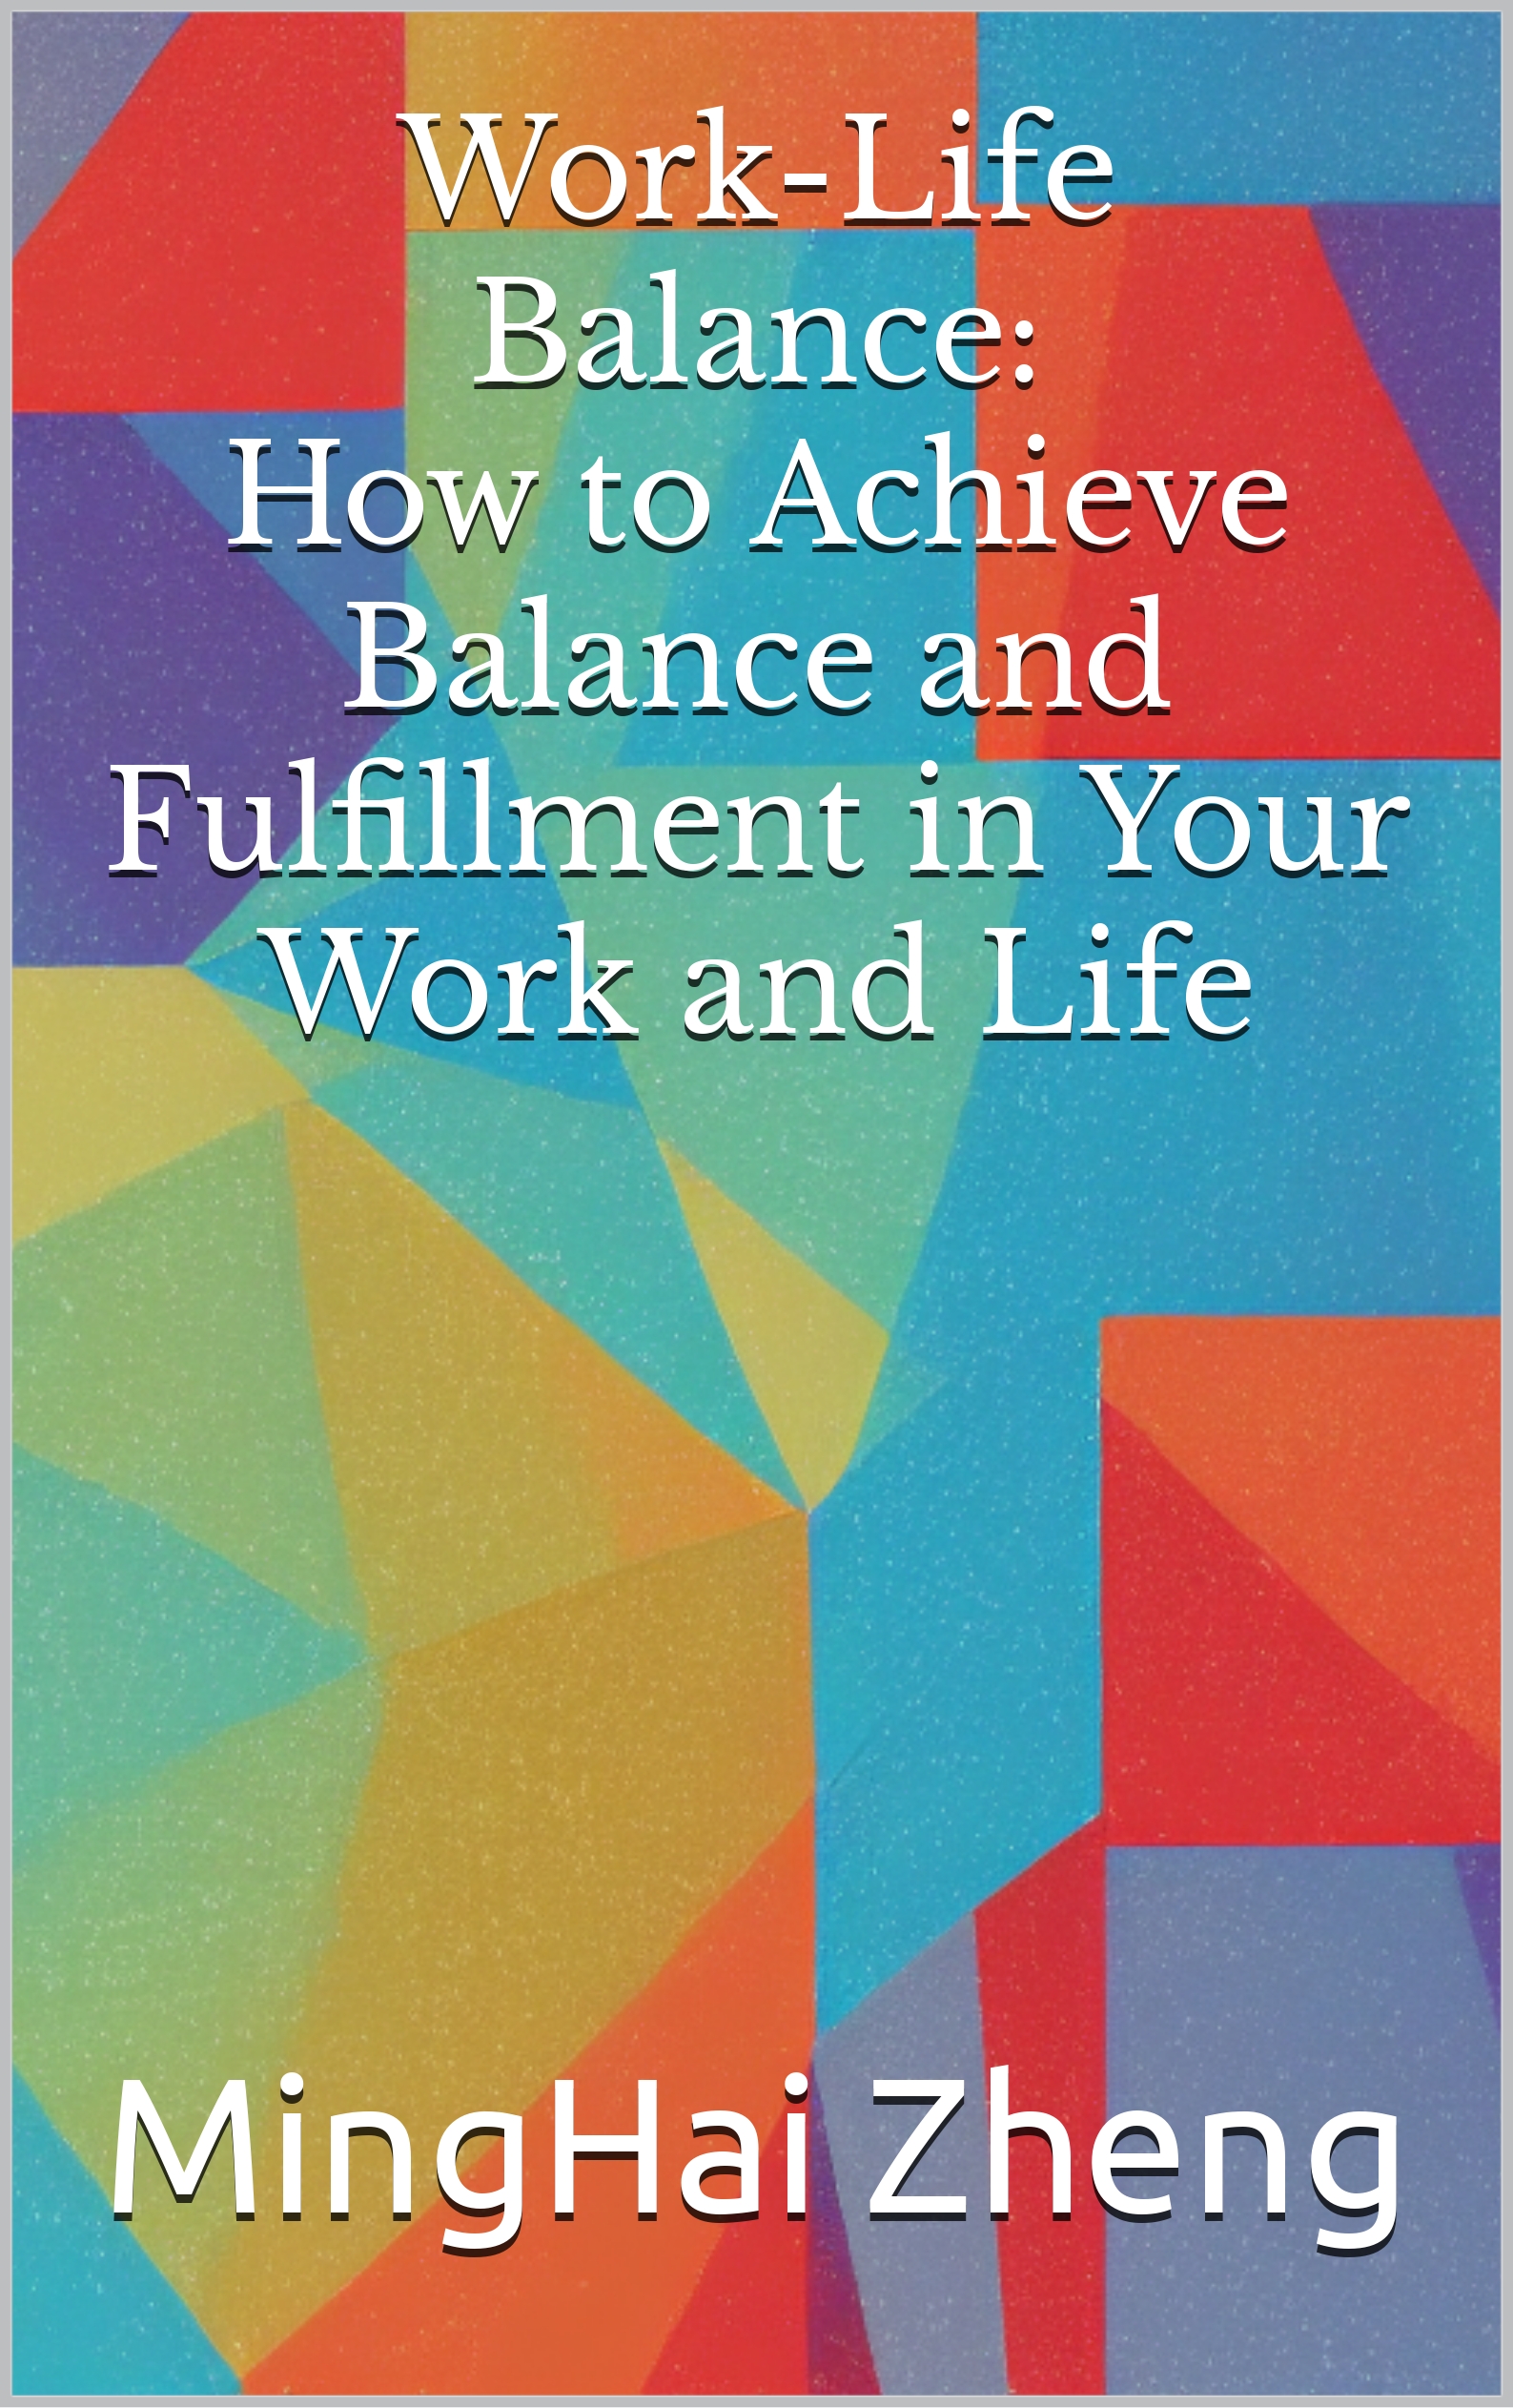 Work-Life
Balance:
How to Achieve
Balance and
Fulfillment in Your
Work and Life
MingHai Zheng